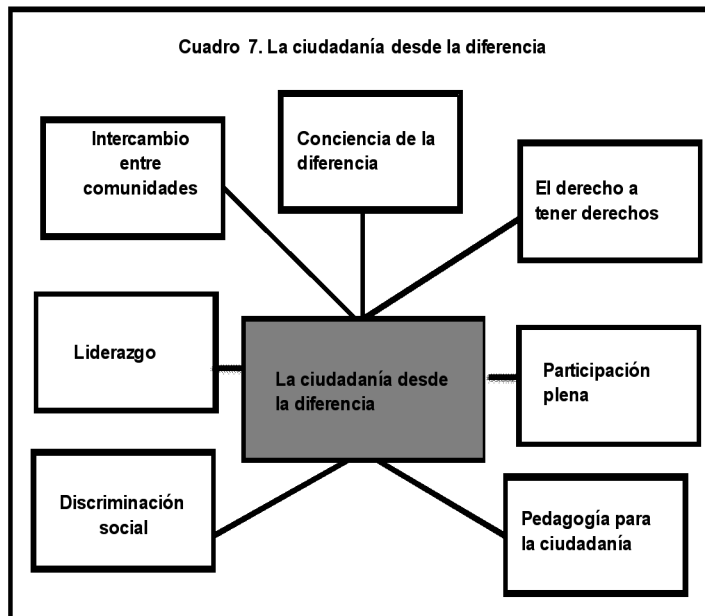 Cuadro 7. La ciudadanía desde la diferencia
Intercambio
entre
comunidades
Conciencia de la
diferencia
El derecho a
tener derechos
Liderazgo
La ciudadanía desde
la diferencia
Participación
plena
Discriminación
social
Pedagogía para
la ciudadanía